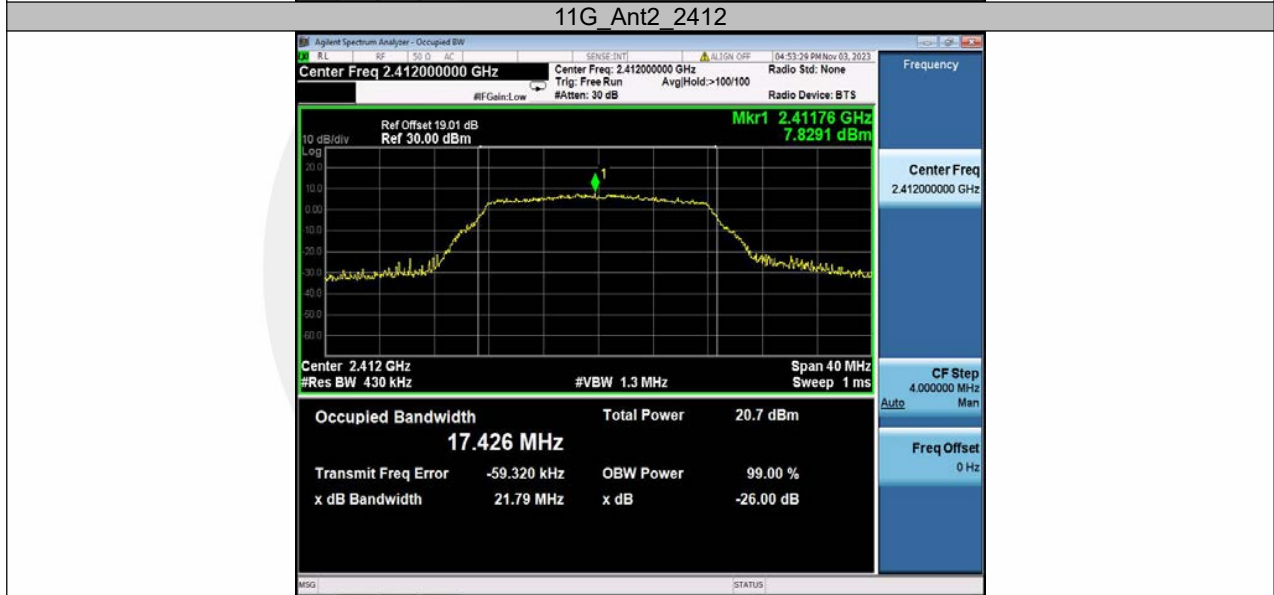 11G_Ant2_2412
Agilent Spectrum Analyzer - Occupied BW
RL RF 50 Ω AC SENSE:INT ALIGN OFF 04:53:29 PM Nov 03, 2023
Center Freq 2.412000000 GHz
Center Freq: 2.412000000 GHz
Radio Std: None
Trig: Free Run Avg|Hold:>100/100
#IFGain:Low
#Atten: 30 dB
Radio Device: BTS
Frequency
Ref Offset 19.01 dB
10 dB/div Ref 30.00 dBm
Mkr1 2.41176 GHz
7.8291 dBm
Log
20.0
10.0
0.00
-10.0
-20.0
-30.0
-40.0
-50.0
-60.0
1
Center 2.412 GHz
Span 40 MHz
#Res BW 430 kHz
#VBW 1.3 MHz
Sweep 1 ms
Center Freq
2.412000000 GHz
CF Step
4.000000 MHz
Auto Man
Freq Offset
0 Hz
Occupied Bandwidth
17.426 MHz
Total Power 20.7 dBm
Transmit Freq Error -59.320 kHz OBW Power 99.00 %
x dB Bandwidth 21.79 MHz x dB -26.00 dB
MSG
STATUS